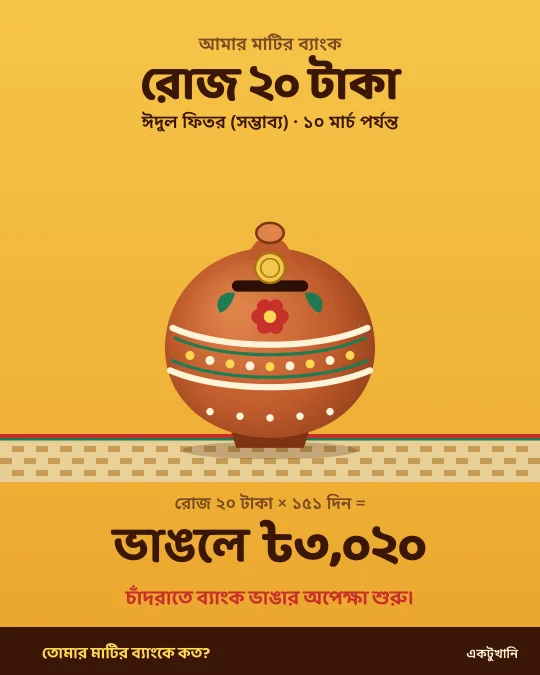 আমার মাটির ব্যাংক
রোজ ২০ টাকা
ঈদুল ফিতর (সম্ভাব্য) · ১০ মার্চ পর্যন্ত
রোজ ২০ টাকা × ১৫১ দিন =
ভাঙলে ৳৩,০২০
চাঁদরাতে ব্যাংক ভাঙার অপেক্ষা শুরু।
তোমার মাটির ব্যাংকে কত?
একটুখানি